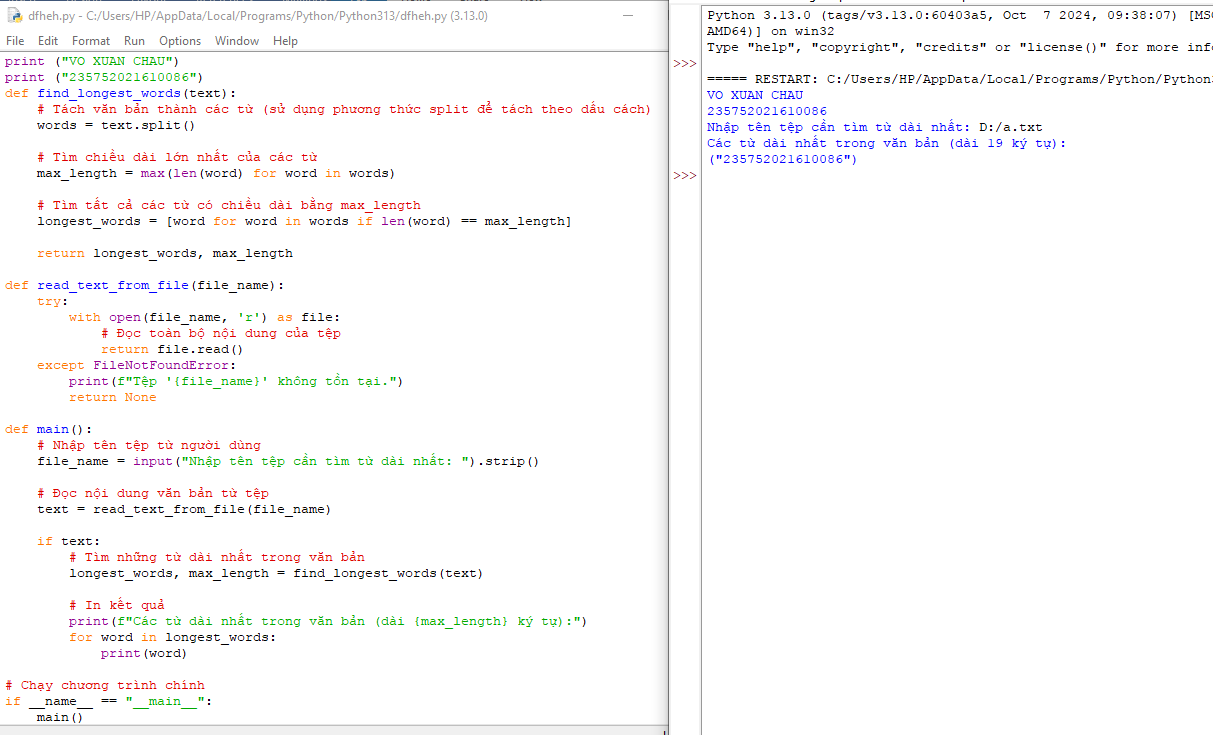 dfheh.py - C:/Users/HP/AppData/Local/Programs/Python/Python313/dfheh.py (3.13.0)
File Edit Format Run Options Window Help
print ("VO XUAN CHAU")
print ("235752021610086")
def find_longest_words(text):
    # Tách văn bản thành các từ (sử dụng phương thức split để tách theo dấu cách)
    words = text.split()

    # Tìm chiều dài lớn nhất của các từ
    max_length = max(len(word) for word in words)

    # Tìm tất cả các từ có chiều dài bằng max_length
    longest_words = [word for word in words if len(word) == max_length]

    return longest_words, max_length

def read_text_from_file(file_name):
    try:
        with open(file_name, 'r') as file:
            # Đọc toàn bộ nội dung của tệp
            return file.read()
    except FileNotFoundError:
        print(f"Tệp '{file_name}' không tồn tại.")
        return None

def main():
    # Nhập tên tệp từ người dùng
    file_name = input("Nhập tên tệp cần tìm từ dài nhất: ").strip()

    # Đọc nội dung văn bản từ tệp
    text = read_text_from_file(file_name)

    if text:
        # Tìm những từ dài nhất trong văn bản
        longest_words, max_length = find_longest_words(text)

        # In kết quả
        print(f"Các từ dài nhất trong văn bản (dài {max_length} ký tự):")
        for word in longest_words:
            print(word)

# Chạy chương trình chính
if __name__ == "__main__":
    main()
Python 3.13.0 (tags/v3.13.0:60403a5, Oct  7 2024, 09:38:07) [MS
AMD64)] on win32
Type "help", "copyright", "credits" or "license()" for more inf
>>>
===== RESTART: C:/Users/HP/AppData/Local/Programs/Python/Python
VO XUAN CHAU
235752021610086
Nhập tên tệp cần tìm từ dài nhất: D:/a.txt
Các từ dài nhất trong văn bản (dài 19 ký tự):
("235752021610086")
>>>